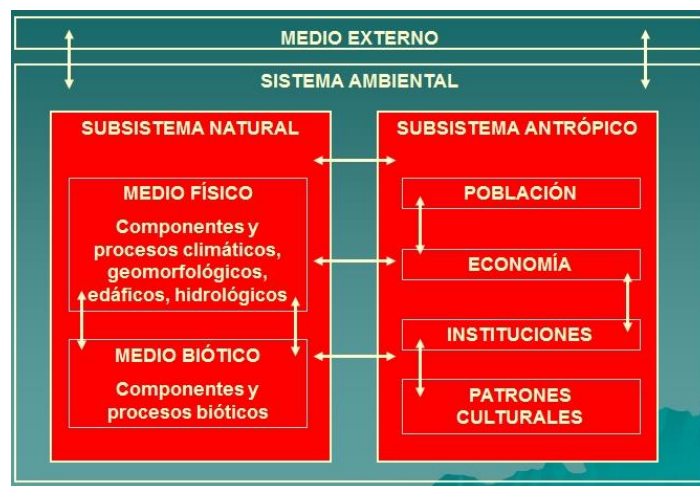 MEDIO EXTERNO
SISTEMA AMBIENTAL
SUBSISTEMA NATURAL
MEDIO FÍSICO
Componentes y
procesos climáticos,
geomorfológicos,
edáficos, hidrológicos
MEDIO BIÓTICO
Componentes y
procesos bióticos
SUBSISTEMA ANTRÓPICO
POBLACIÓN
ECONOMÍA
INSTITUCIONES
PATRONES
CULTURALES